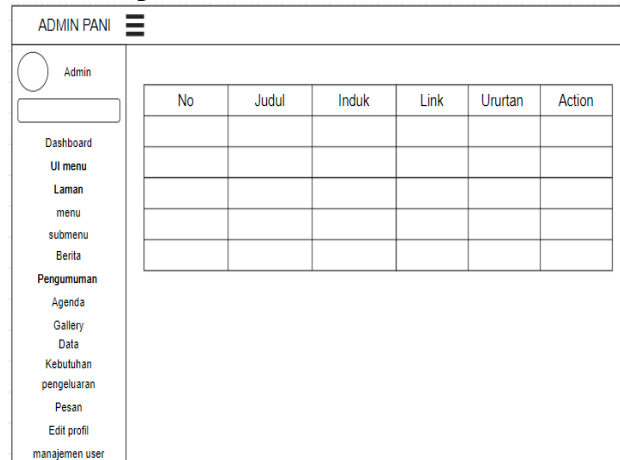 ADMIN PANI
Admin
No Judul Induk Link Ururtan Action
Dashboard
UI menu
Laman
menu
submenu
Berita
Pengumuman
Agenda
Gallery
Data
Kebutuhan
pengeluaran
Pesan
Edit profil
manajemen user